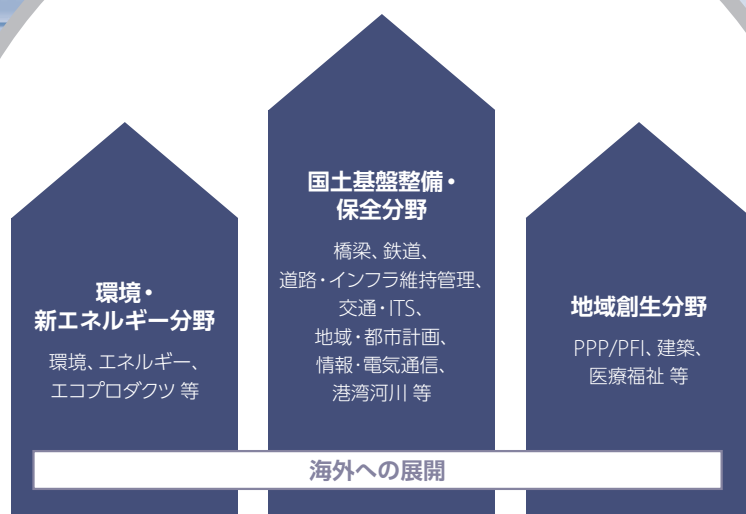 環境・
新エネルギー分野
環境、エネルギー、
エコプロダクツ 等
国土基盤整備・
保全分野
橋梁、鉄道、
道路・インフラ維持管理、
交通・ITS、
地域・都市計画、
情報・電気通信、
港湾河川 等
地域創生分野
PPP/PFI、建築、
医療福祉 等
海外への展開